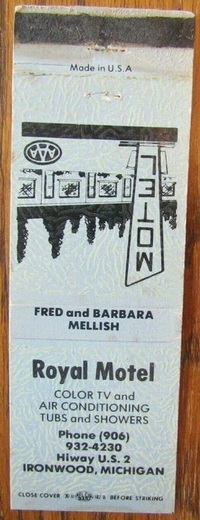 Made in U.S.A
AAA
MOTEL
FRED and BARBARA
MELLISH
Royal Motel
COLOR TV and
AIR CONDITIONING
TUBS and SHOWERS
Phone (906)
932-4230
Hiway U.S. 2
IRONWOOD, MICHIGAN
CLOSE COVER BEFORE STRIKING